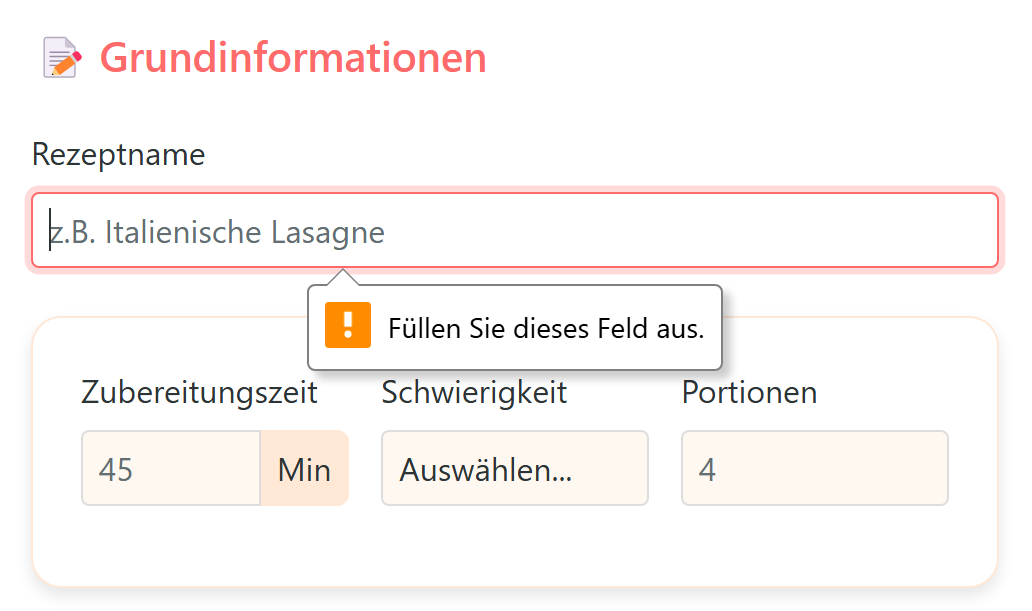 Grundinformationen
Rezeptname
z.B. Italienische Lasagne
Füllen Sie dieses Feld aus.
Zubereitungszeit Schwierigkeit Portionen
45 Min Auswählen... 4